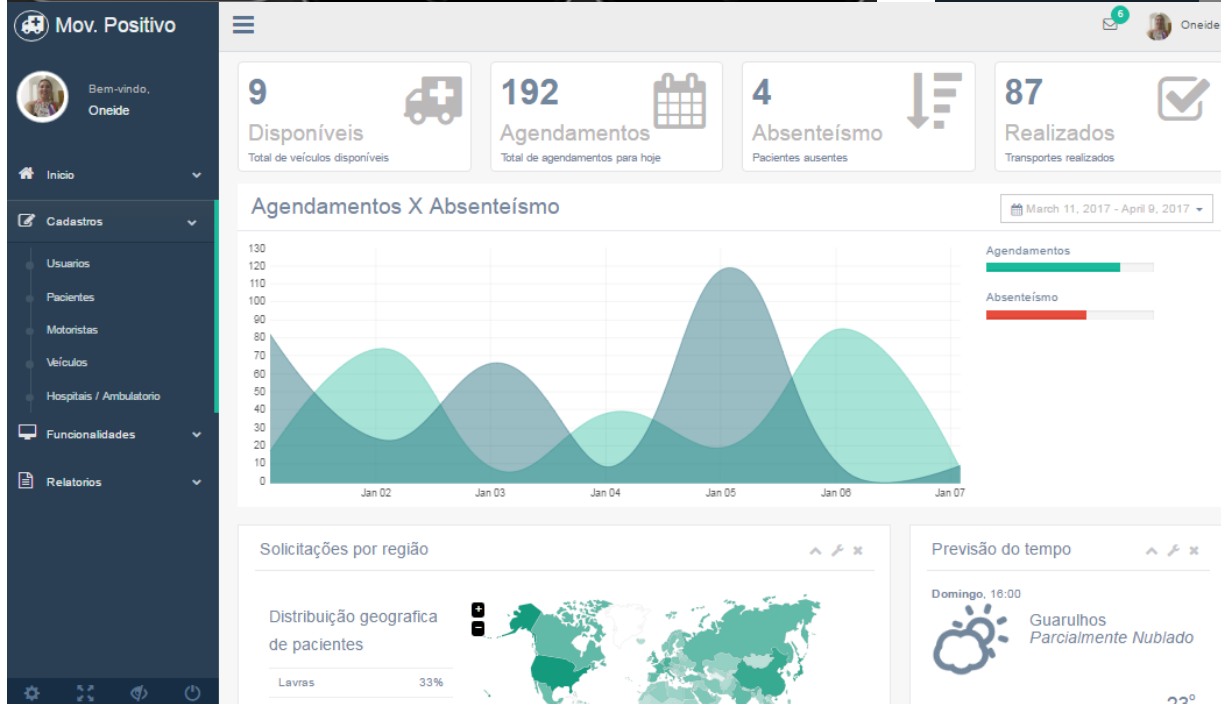 Mov. Positivo
6
Oneide
Bem-vindo,
Oneide
Inicio
Cadastros
Usuarios
Pacientes
Motoristas
Veículos
Hospitais / Ambulatorio
Funcionalidades
Relatorios
9
Disponíveis
Total de veículos disponíveis
192
Agendamentos
Total de agendamentos para hoje
4
Absenteísmo
Pacientes ausentes
87
Realizados
Transportes realizados
Agendamentos X Absenteísmo
March 11, 2017 - April 9, 2017
130
120
110
100
90
80
70
60
50
40
30
20
10
0
Jan 02 Jan 03 Jan 04 Jan 05 Jan 06 Jan 07
Agendamentos
Absenteísmo
Solicitações por região
Distribuição geografica
de pacientes
Lavras 33%
+
-
Previsão do tempo
Domingo, 16:00
Guarulhos
Parcialmente Nublado
23°